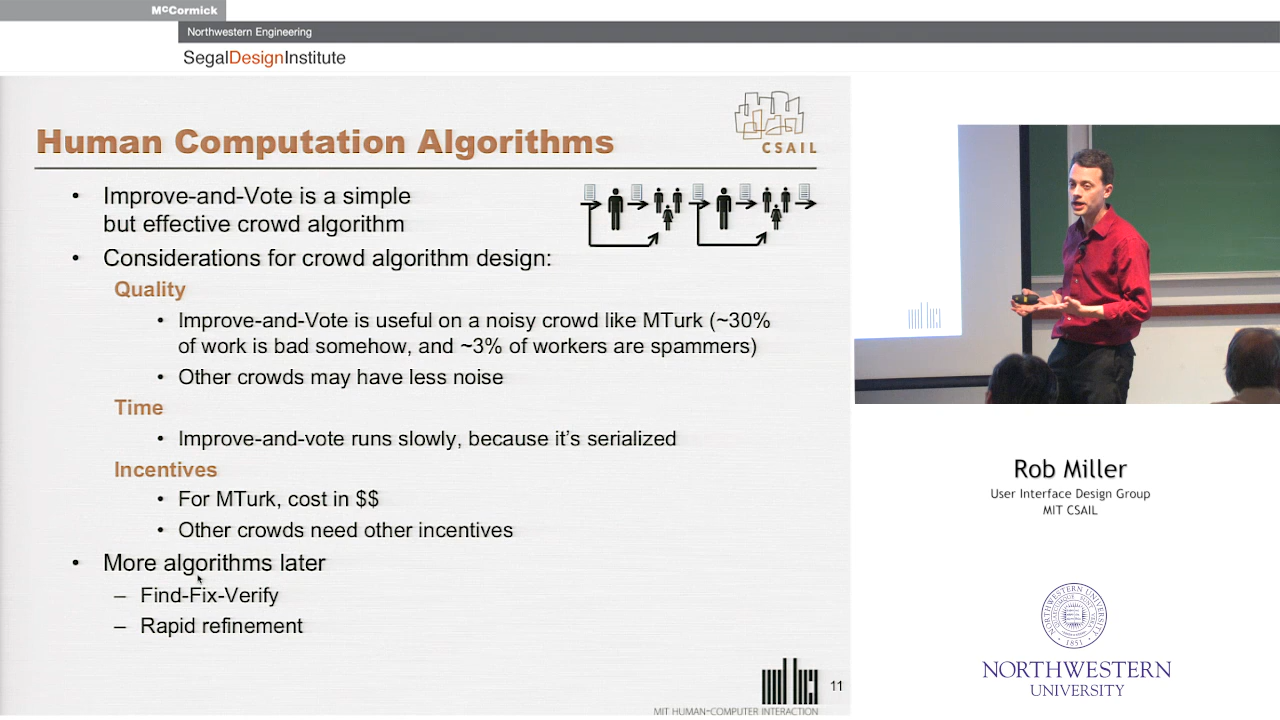 McCormick
Northwestern Engineering
SegalDesignInstitute
Human Computation Algorithms
CSAIL
• Improve-and-Vote is a simple
but effective crowd algorithm
• Considerations for crowd algorithm design:
Quality
• Improve-and-Vote is useful on a noisy crowd like MTurk (~30%
of work is bad somehow, and ~3% of workers are spammers)
• Other crowds may have less noise
Time
• Improve-and-vote runs slowly, because it's serialized
Incentives
• For MTurk, cost in $$
• Other crowds need other incentives
• More algorithms later
– Find-Fix-Verify
– Rapid refinement
MIT HUMAN-COMPUTER INTERACTION
11
Rob Miller
User Interface Design Group
MIT CSAIL
1851
NORTHWESTERN
UNIVERSITY